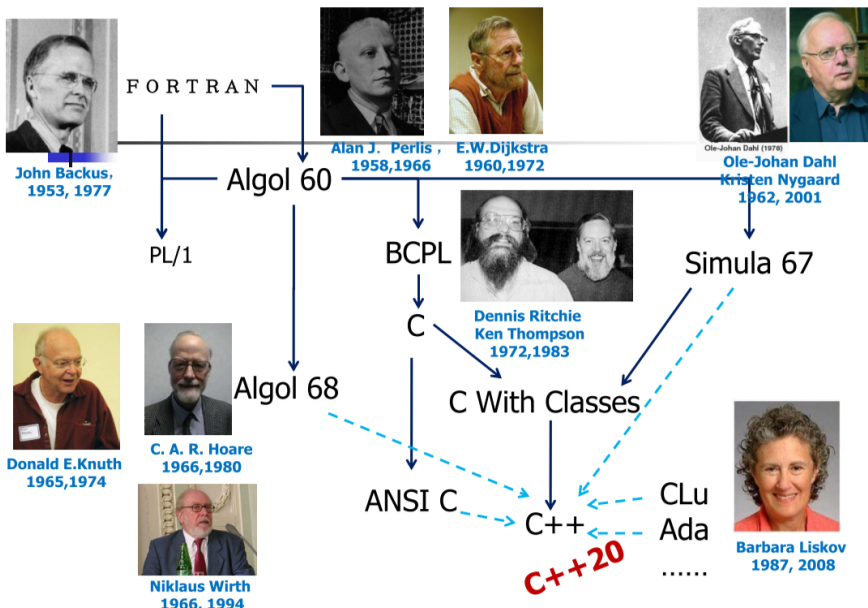 FORTRAN
Ole-Johan Dahl (1978)
John Backus,
1953, 1977
Alan J. Perlis ,
1958,1966
E.W.Dijkstra
1960,1972
Ole-Johan Dahl
Kristen Nygaard
1962, 2001
Algol 60
PL/1
BCPL
Simula 67
Dennis Ritchie
Ken Thompson
1972,1983
C
Algol 68
C With Classes
Donald E.Knuth
1965,1974
C. A. R. Hoare
1966,1980
ANSI C
C++
CLu
Ada
......
C++20
Barbara Liskov
1987, 2008
Niklaus Wirth
1966, 1994